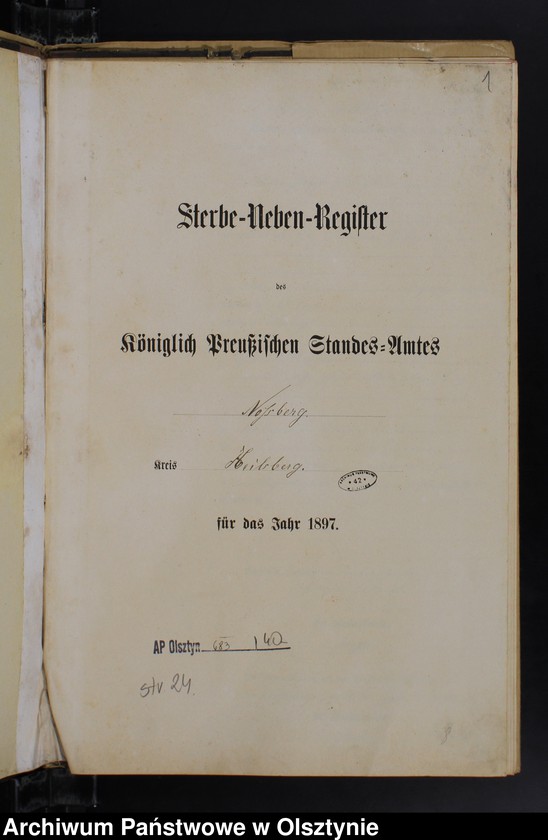 1
Sterbe-Neben-Register
des
Königlich Preußischen Standes-Amtes
Nossberg.
Kreis Heilsberg.
* 42 *
für das Jahr 1897.
AP Olsztyn 683 140
str. 24.
Archiwum Państwowe w Olsztynie